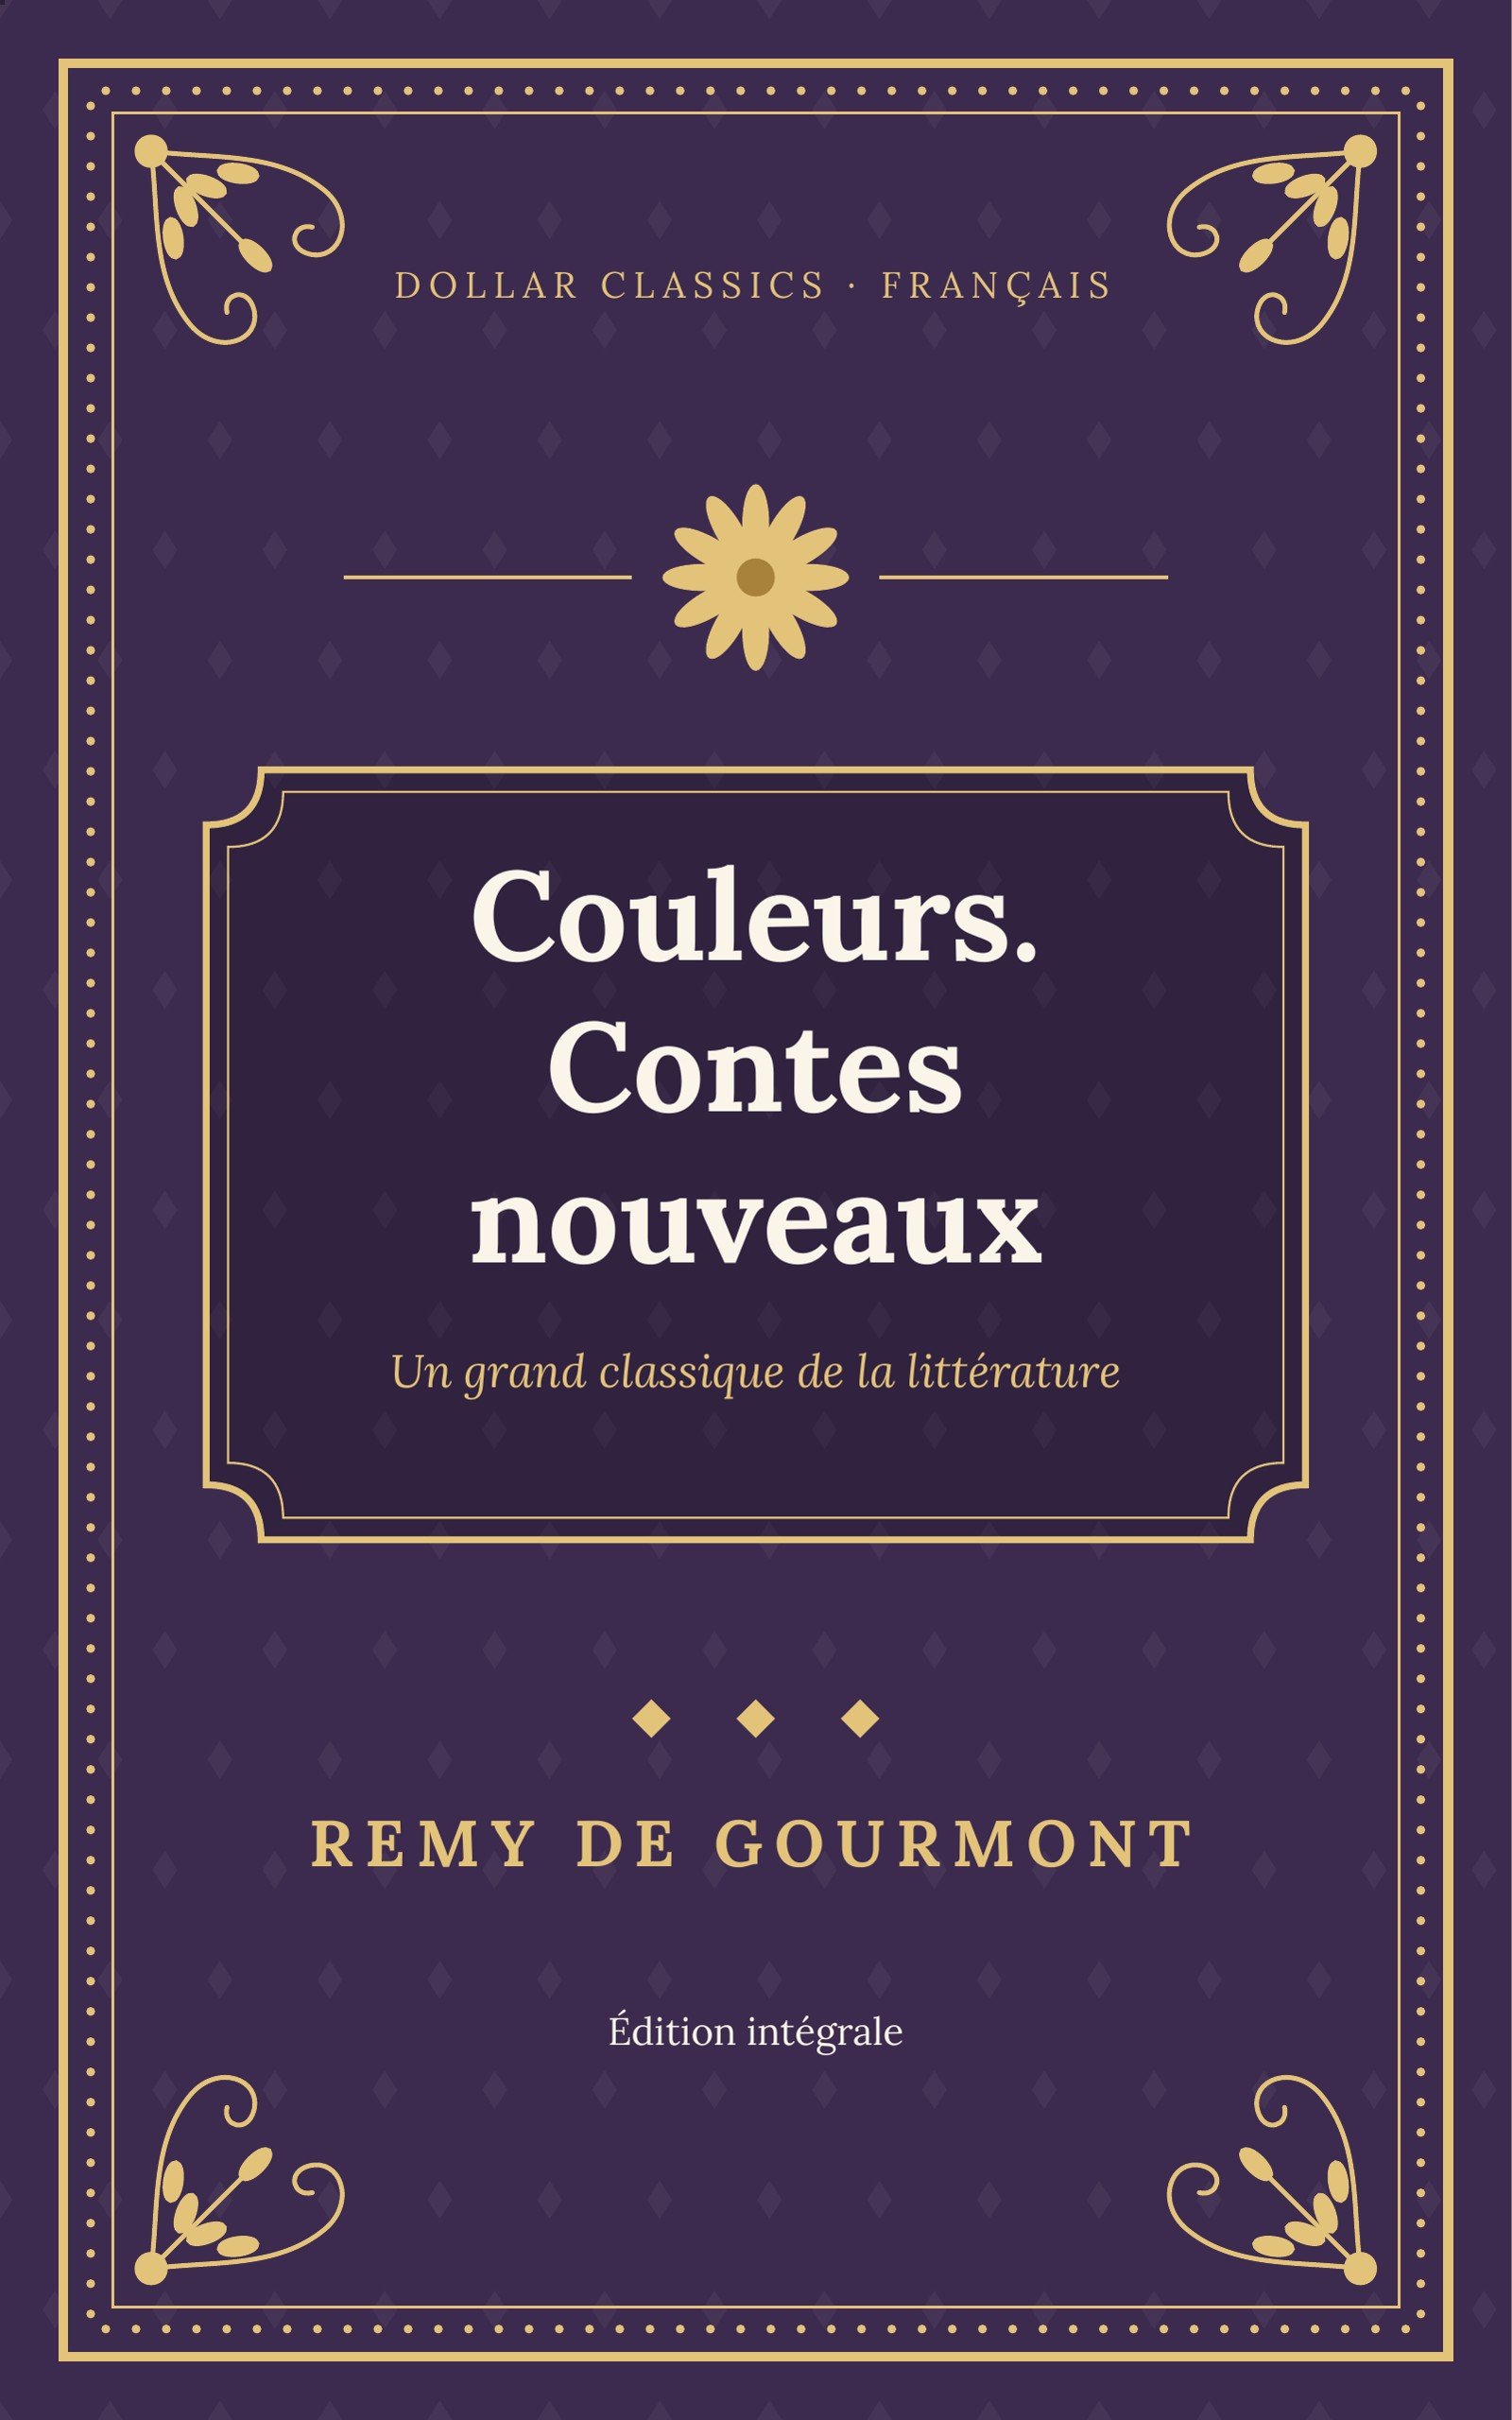 DOLLAR CLASSICS · FRANÇAIS
Couleurs.
Contes
nouveaux
Un grand classique de la littérature
REMY DE GOURMONT
Édition intégrale